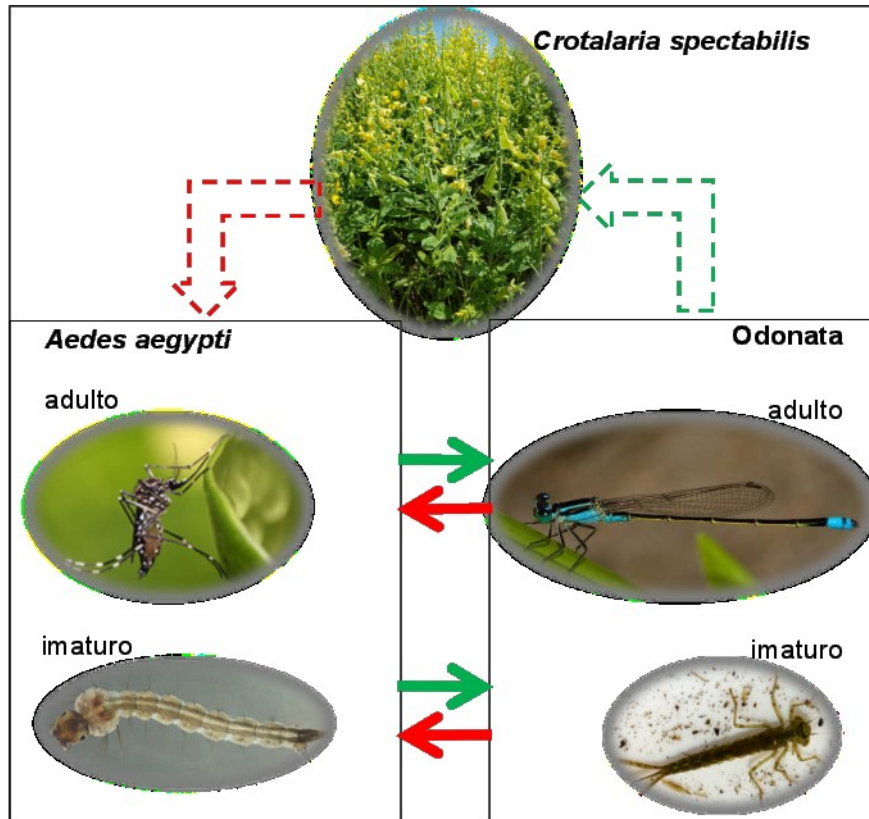 Crotalaria spectabilis
Aedes aegypti
Odonata
adulto
adulto
imaturo
imaturo